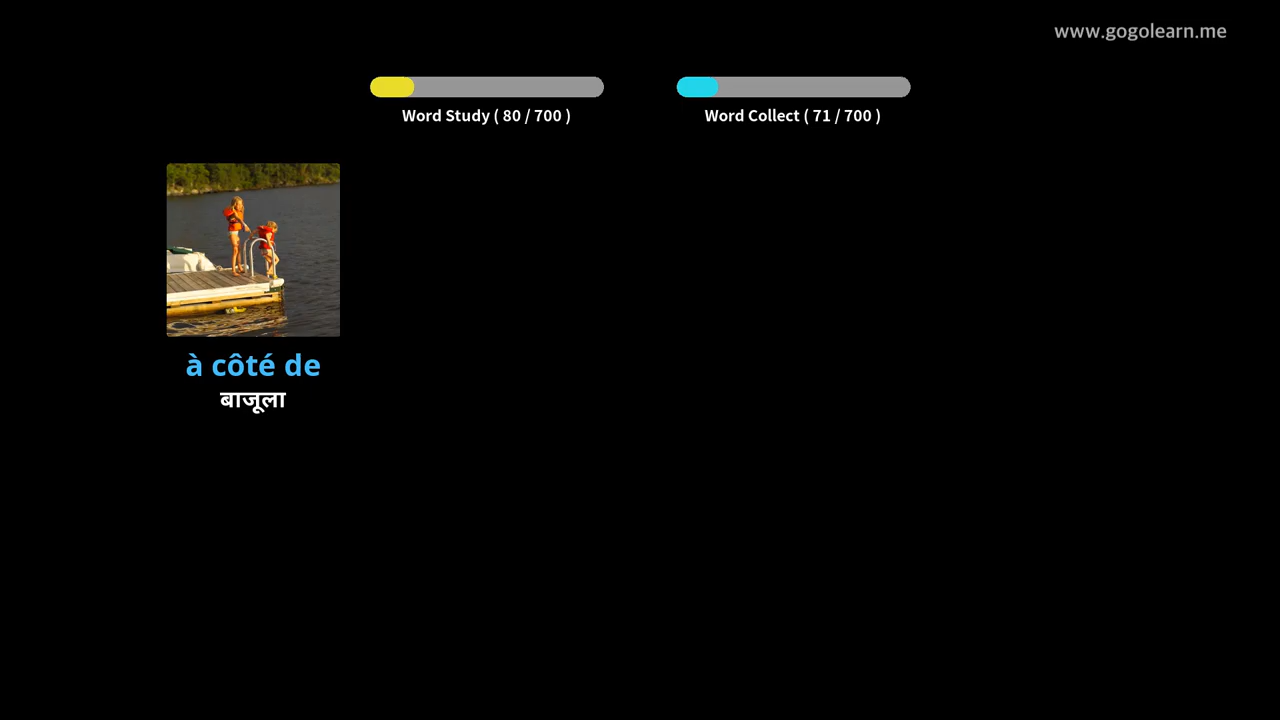 www.gogolearn.me
Word Study ( 80 / 700 )
Word Collect ( 71 / 700 )
à côté de
बाजूला